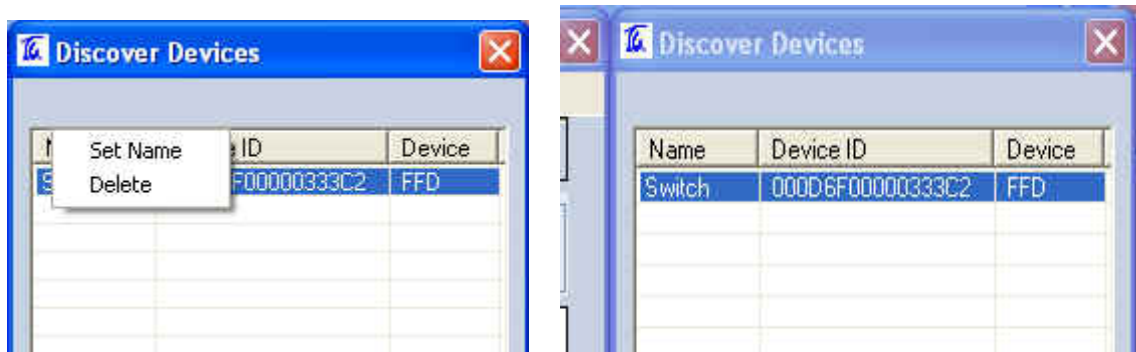 Discover Devices
Set Name
Delete
ID
Device
F00000333C2
FFD
Discover Devices
Name Device ID Device
Switch 000D6F00000333C2 FFD